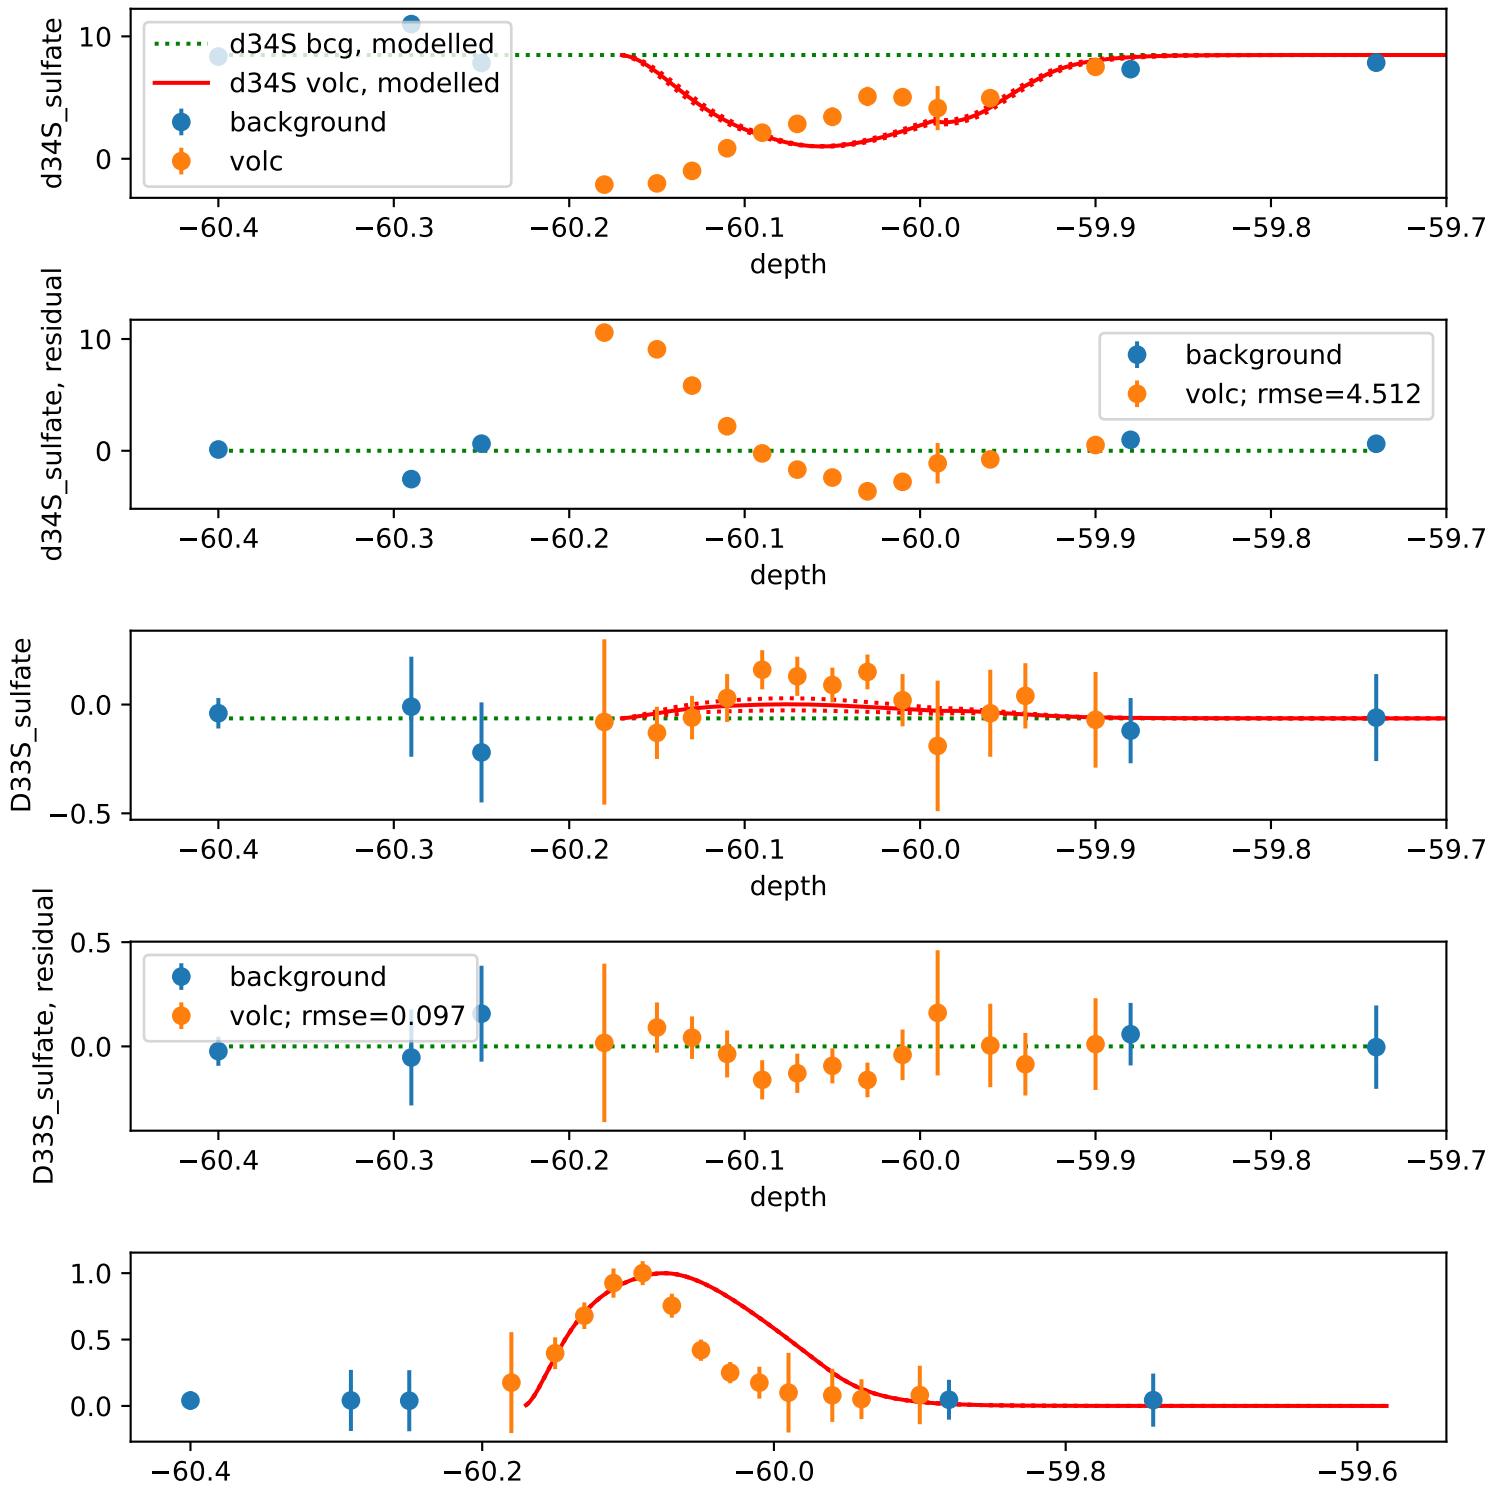 d34S_sulfate
10
0
d34S bcg, modelled
d34S volc, modelled
background
volc
−60.4 −60.3 −60.2 −60.1 −60.0 −59.9 −59.8 −59.7
depth
d34S_sulfate, residual
10
0
background
volc; rmse=4.512
−60.4 −60.3 −60.2 −60.1 −60.0 −59.9 −59.8 −59.7
depth
D33S_sulfate
0.0
−0.5
−60.4 −60.3 −60.2 −60.1 −60.0 −59.9 −59.8 −59.7
depth
D33S_sulfate, residual
0.5
0.0
background
volc; rmse=0.097
−60.4 −60.3 −60.2 −60.1 −60.0 −59.9 −59.8 −59.7
depth
1.0
0.5
0.0
−60.4 −60.2 −60.0 −59.8 −59.6